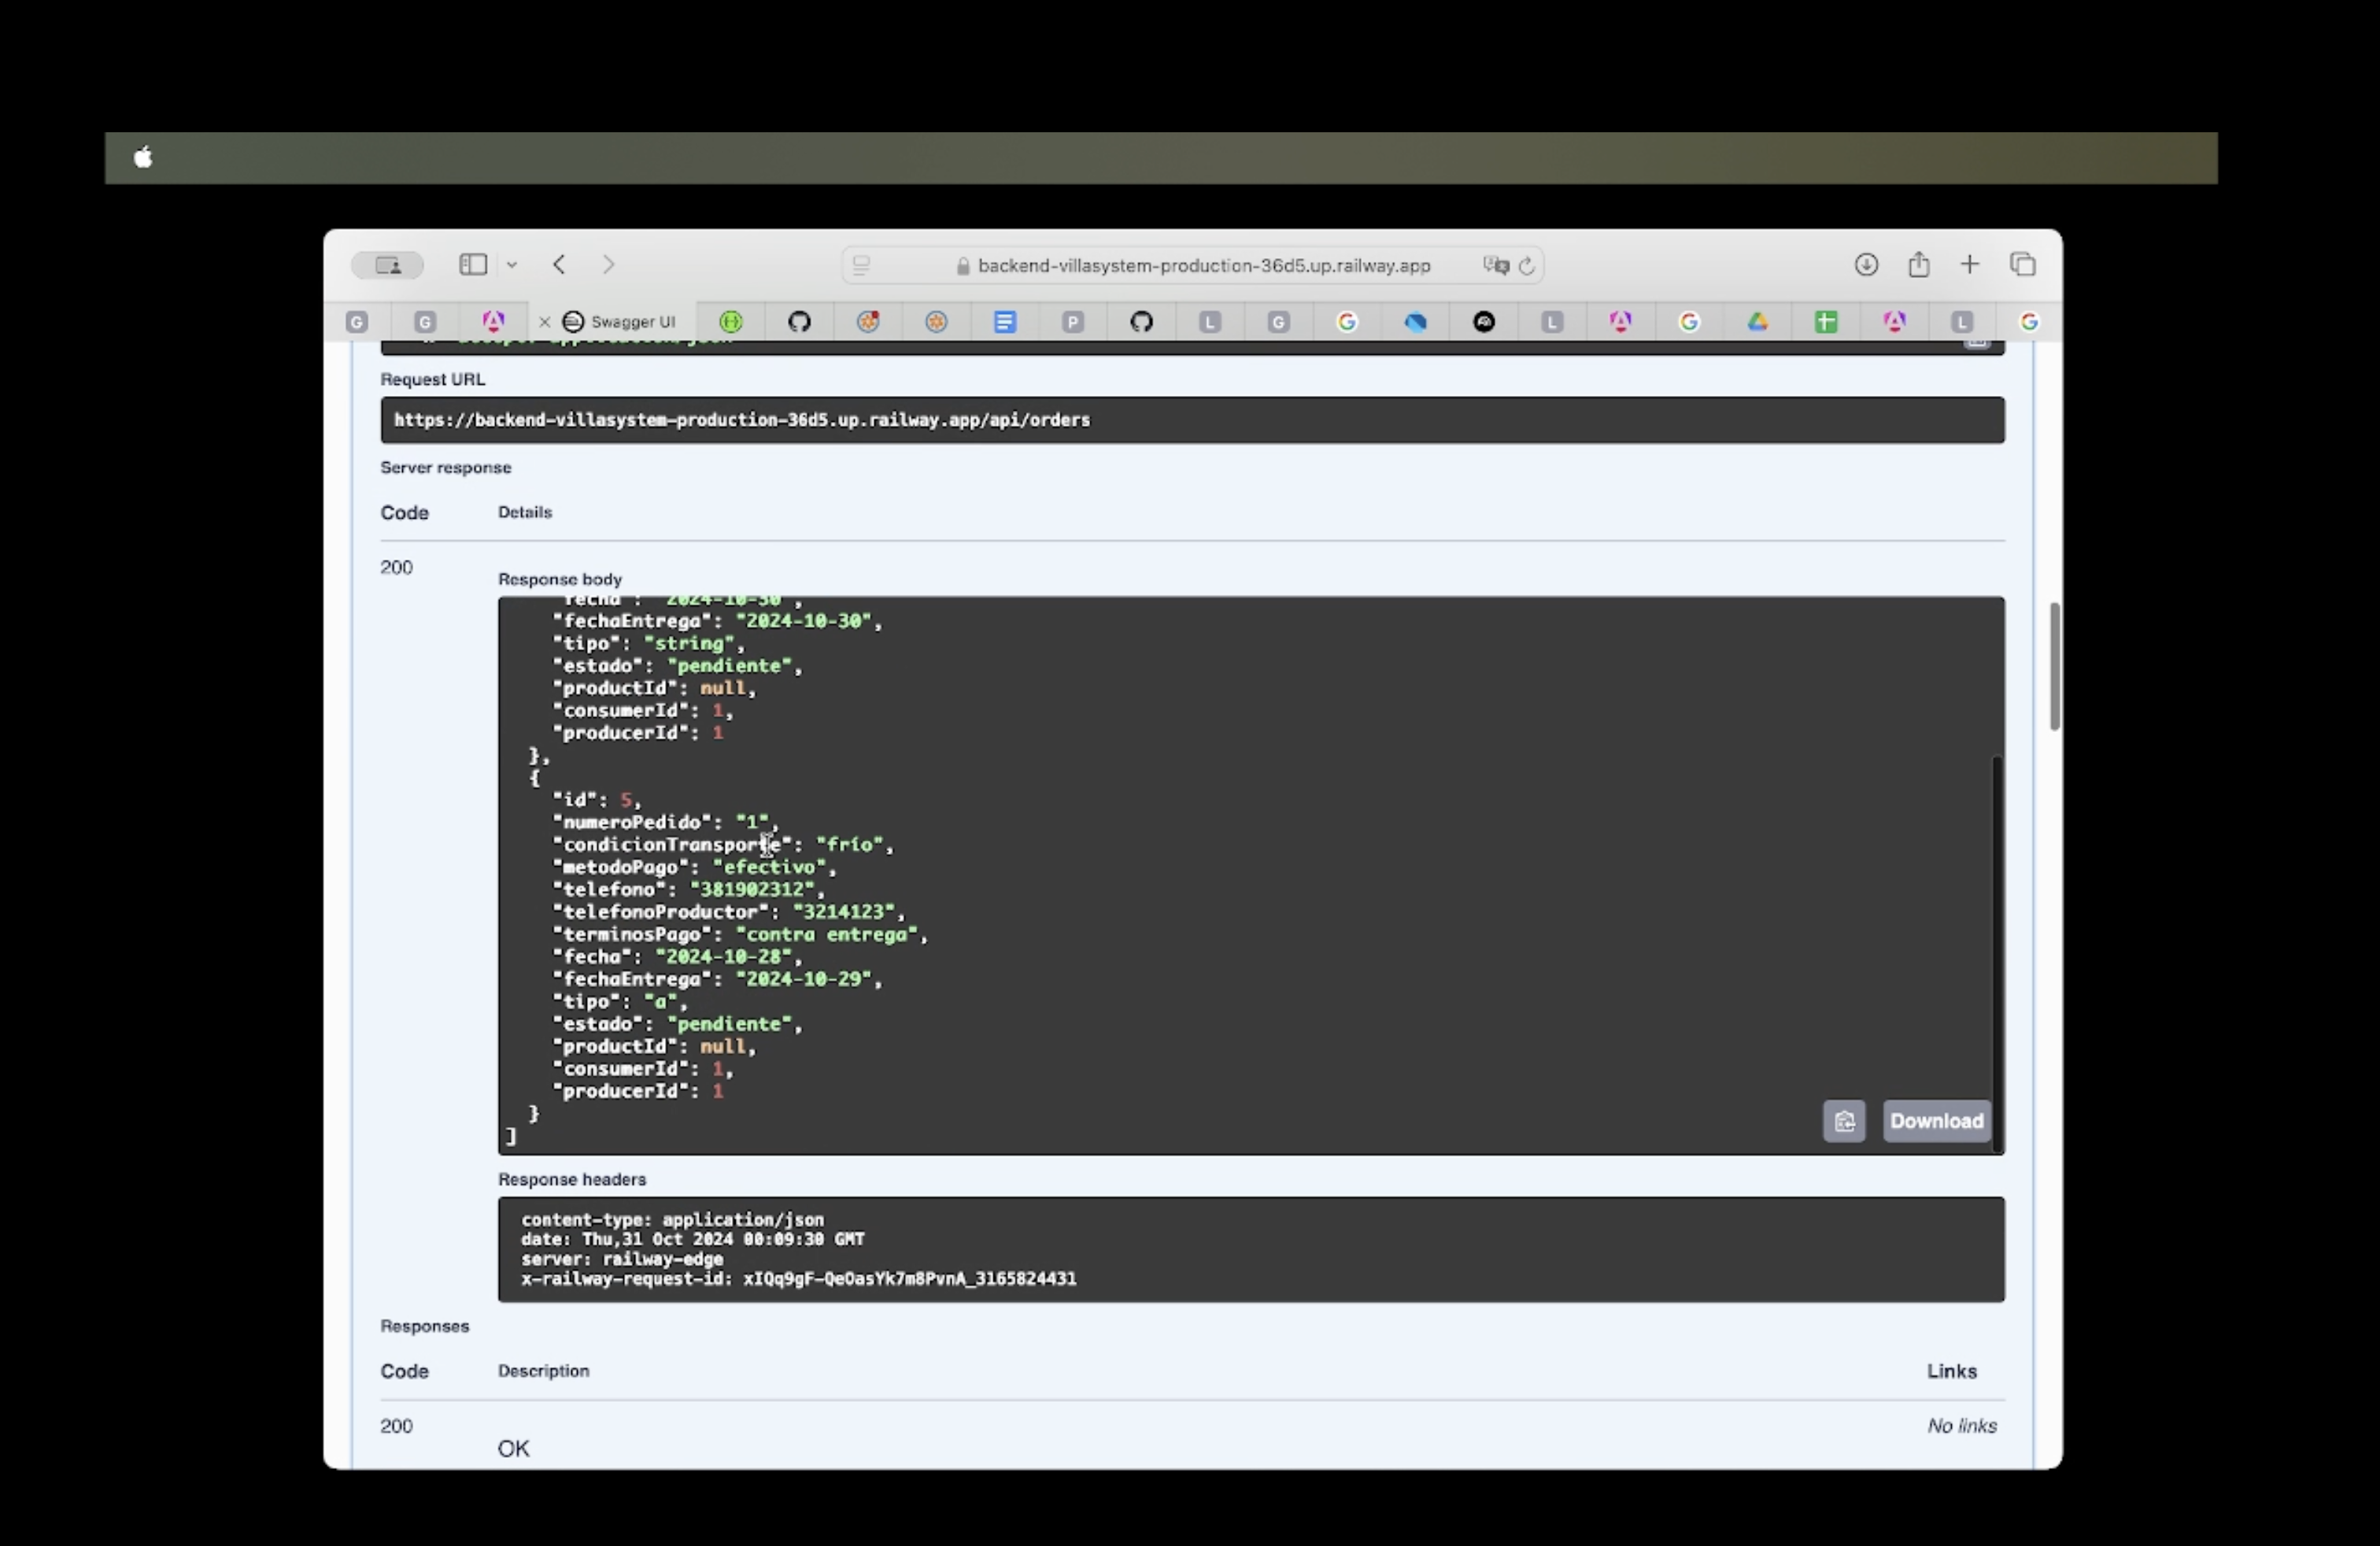 backend-villasystem-production-36d5.up.railway.app
G
G
Swagger UI
P
L
G
G
L
G
L
G
Request URL
https://backend-villasystem-production-36d5.up.railway.app/api/orders
Server response
Code Details
200
Response body
"fecha": "2024-10-30",
"fechaEntrega": "2024-10-30",
"tipo": "string",
"estado": "pendiente",
"productId": null,
"consumerId": 1,
"producerId": 1
},
{
"id": 5,
"numeroPedido": "1",
"condicionTransporte": "frío",
"metodoPago": "efectivo",
"telefono": "381902312",
"telefonoProductor": "3214123",
"terminosPago": "contra entrega",
"fecha": "2024-10-28",
"fechaEntrega": "2024-10-29",
"tipo": "a",
"estado": "pendiente",
"productId": null,
"consumerId": 1,
"producerId": 1
}
]
Download
Response headers
content-type: application/json
date: Thu,31 Oct 2024 00:09:30 GMT
server: railway-edge
x-railway-request-id: xIQq9gF-QeOasYk7m8PvnA_3165824431
Responses
Code Description Links
200 No links
OK